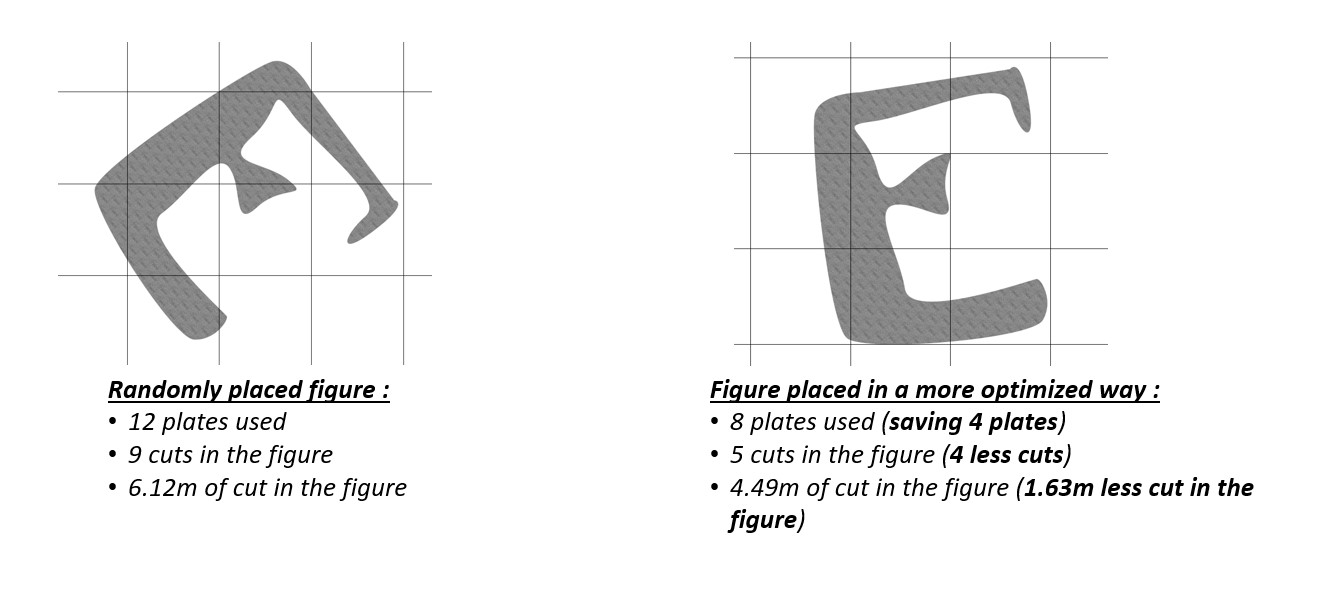 Randomly placed figure :
• 12 plates used
• 9 cuts in the figure
• 6.12m of cut in the figure
Figure placed in a more optimized way :
• 8 plates used (saving 4 plates)
• 5 cuts in the figure (4 less cuts)
• 4.49m of cut in the figure (1.63m less cut in the
figure)